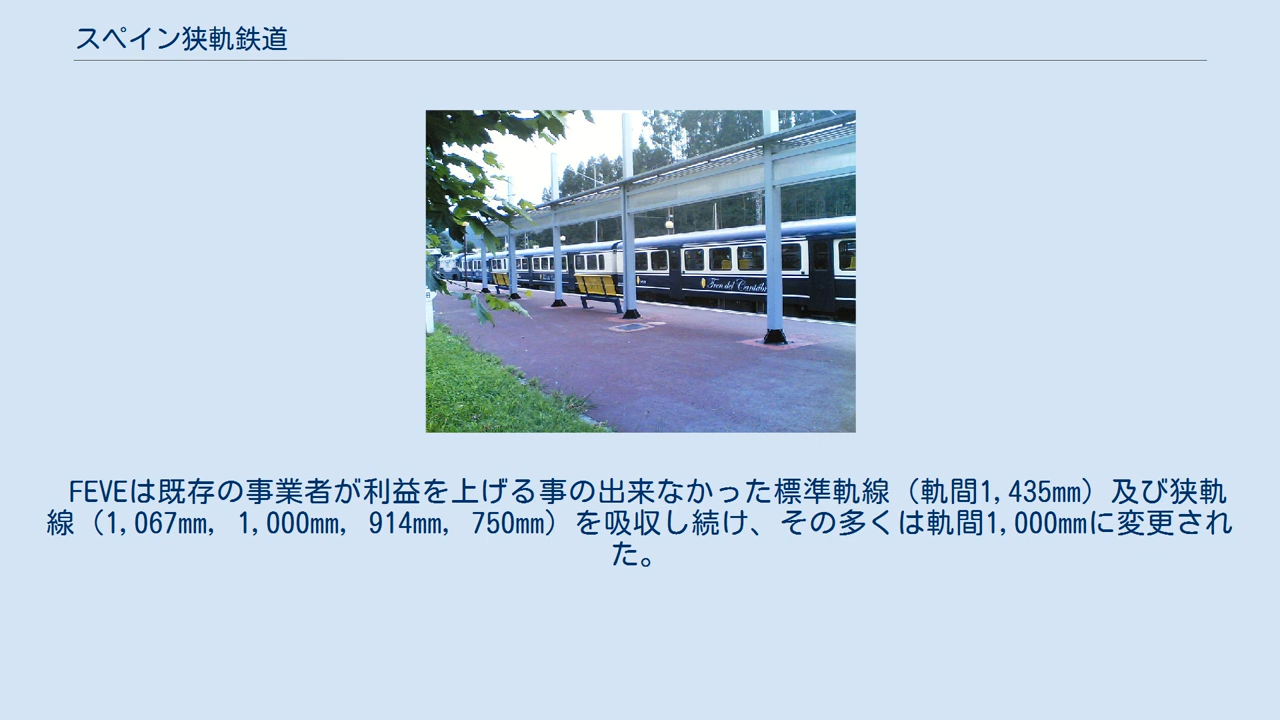 スペイン狭軌鉄道
Tren del Cantábr
FEVEは既存の事業者が利益を上げる事の出来なかった標準軌線（軌間1,435mm）及び狭軌
線（1,067mm, 1,000mm, 914mm, 750mm）を吸収し続け、その多くは軌間1,000mmに変更され
た。